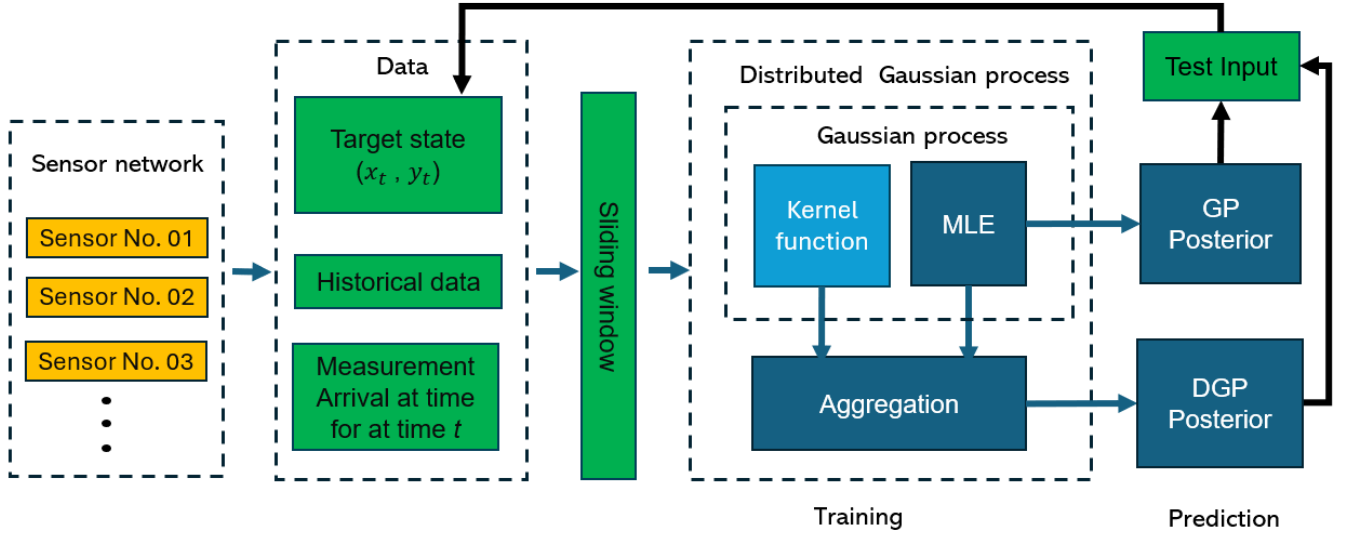 Sensor network
Sensor No. 01
Sensor No. 02
Sensor No. 03
Data
Target state
(x_t , y_t)
Historical data
Measurement
Arrival at time
for at time t
Sliding window
Distributed Gaussian process
Gaussian process
Kernel
function
MLE
Aggregation
Training
Test Input
GP
Posterior
DGP
Posterior
Prediction